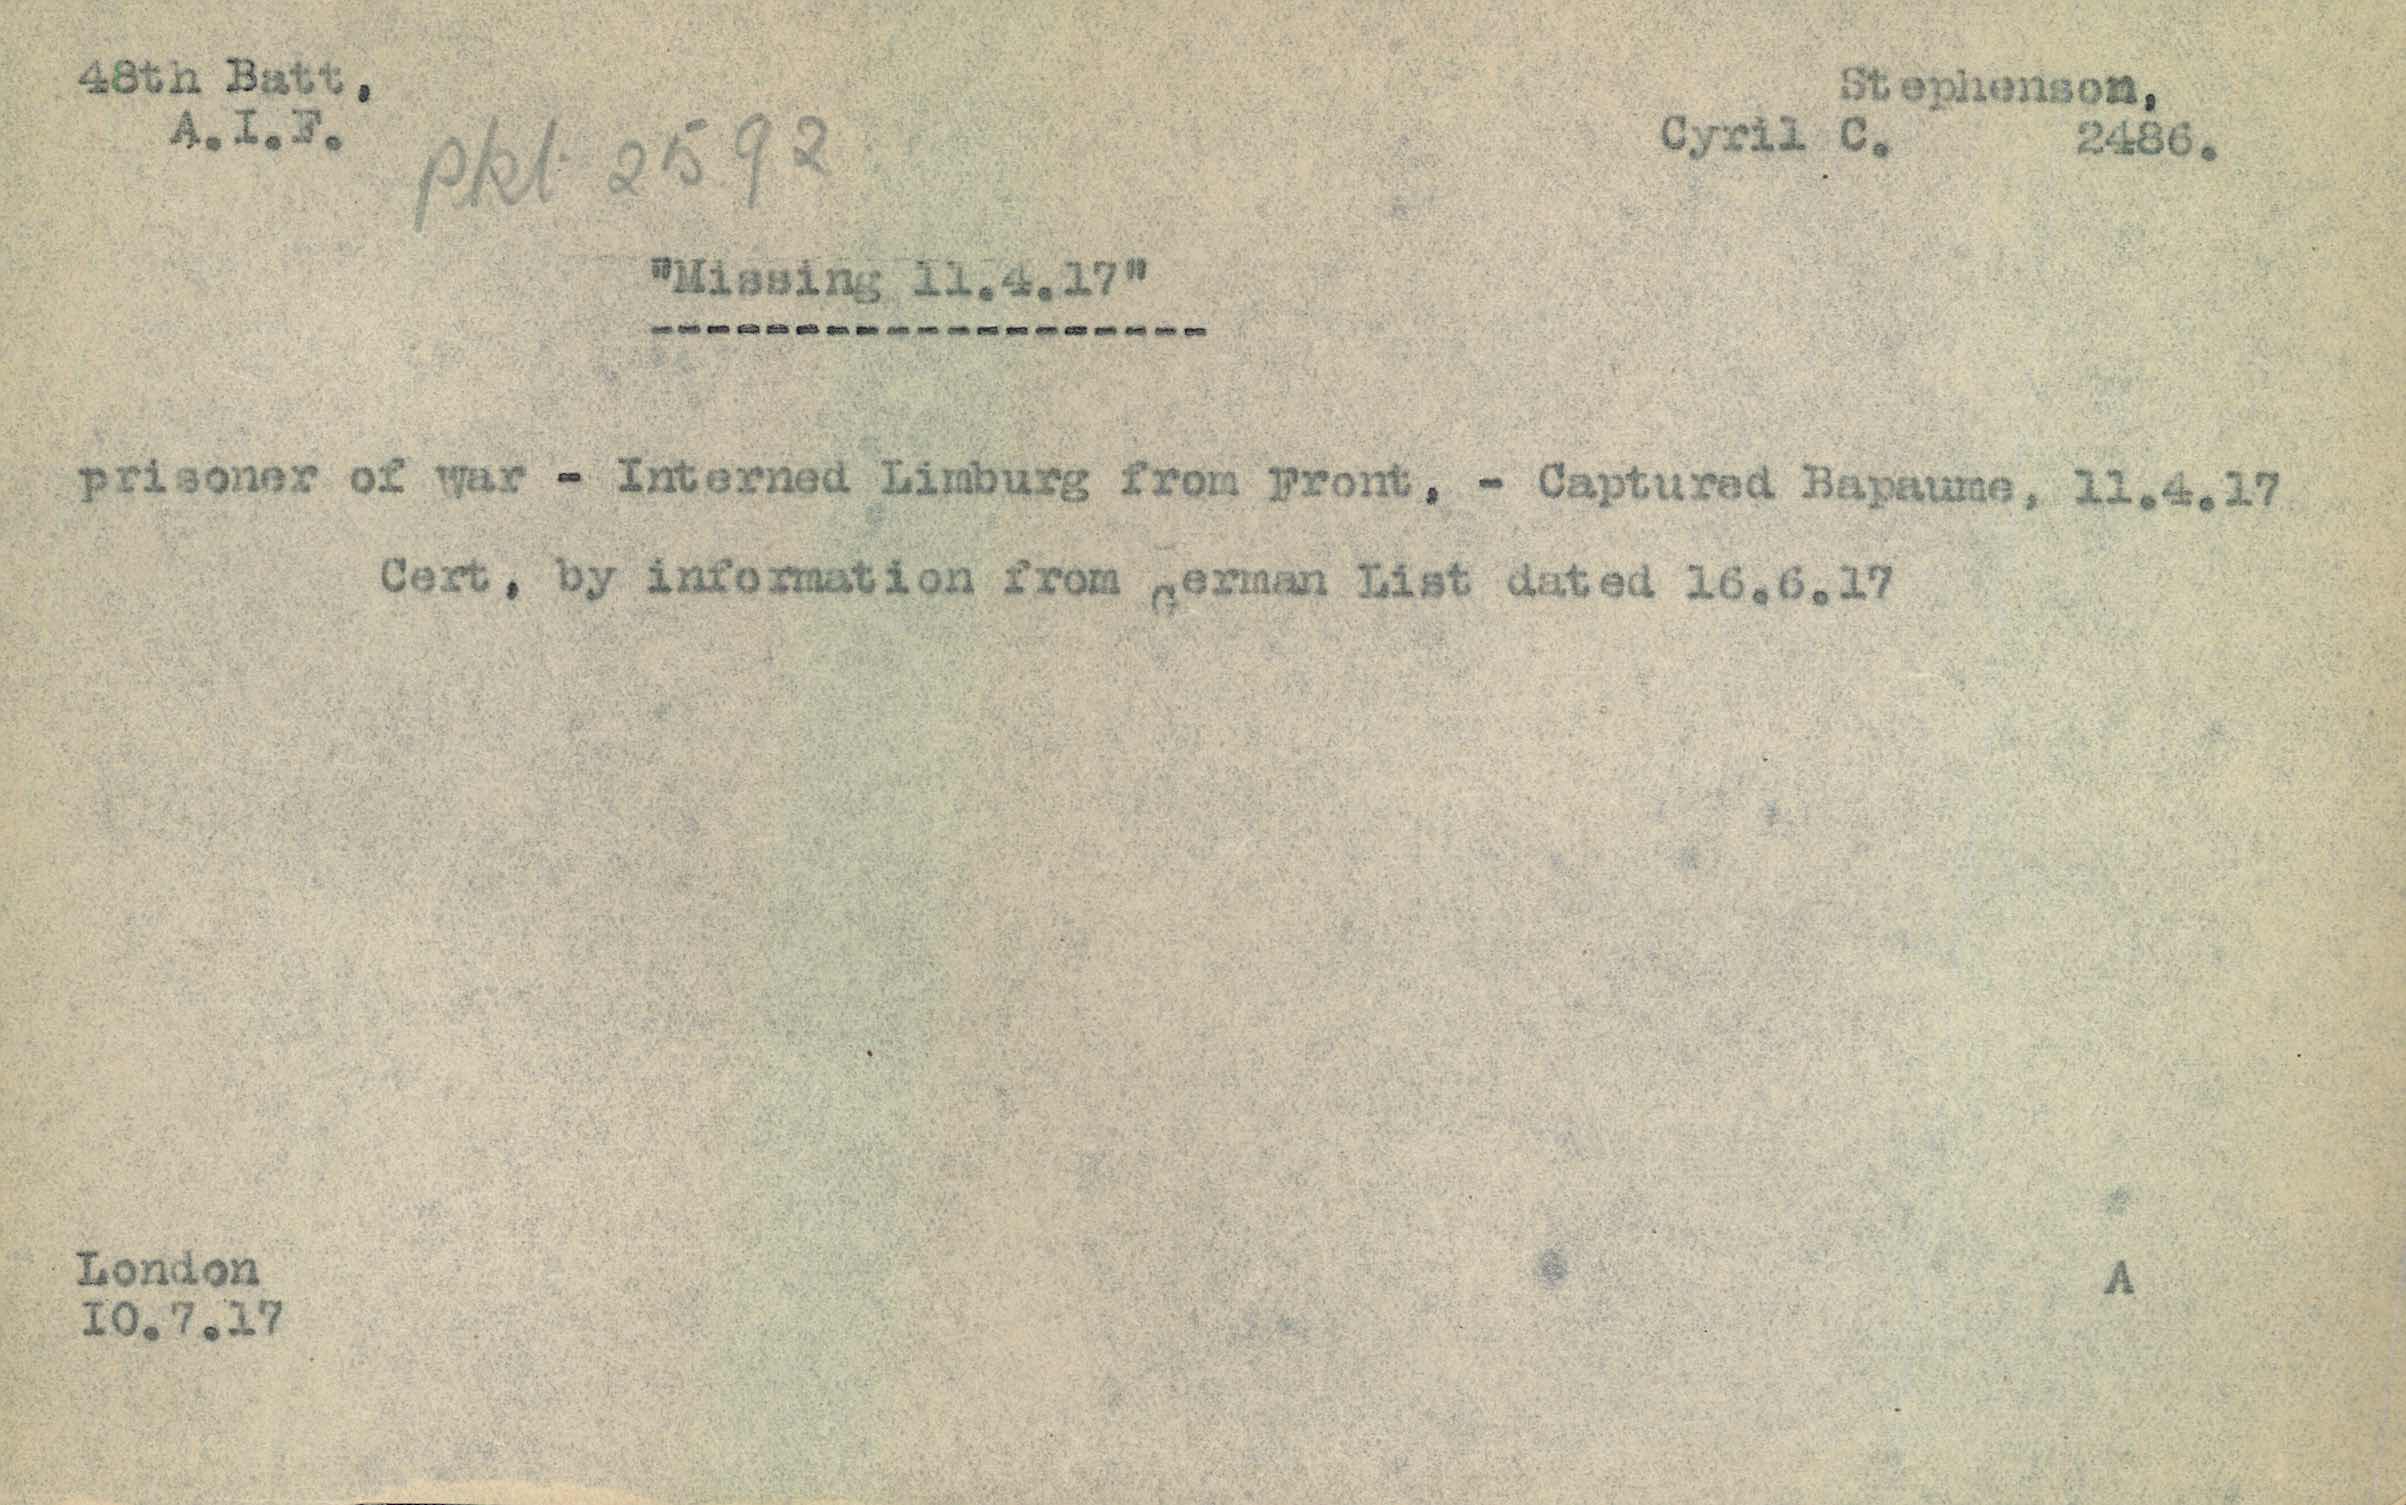 48th Batt,
A.I.F.
Stephenson,
Cyril C. 2486.
pkt 2592
"Missing 11.4.17"
-------------------
prisoner of war - Interned Limburg from Front, - Captured Bapaume, 11.4.17
Cert, by information from German List dated 16.6.17
London
10.7.17
A